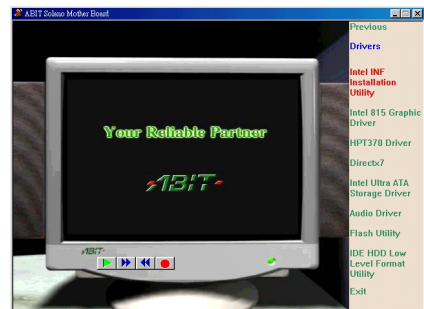 ABIT Solano Mother Board
Previous
Drivers
Intel INF
Installation
Utility
Intel 815 Graphic
Driver
HPT370 Driver
Directx7
Intel Ultra ATA
Storage Driver
Audio Driver
Flash Utility
IDE HDD Low
Level Format
Utility
Exit
Your Reliable Partner
ABIT
ABIT